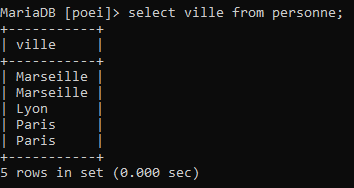 MariaDB [poei]> select ville from personne;
+-----------+
| ville     |
+-----------+
| Marseille |
| Marseille |
| Lyon      |
| Paris     |
| Paris     |
+-----------+
5 rows in set (0.000 sec)